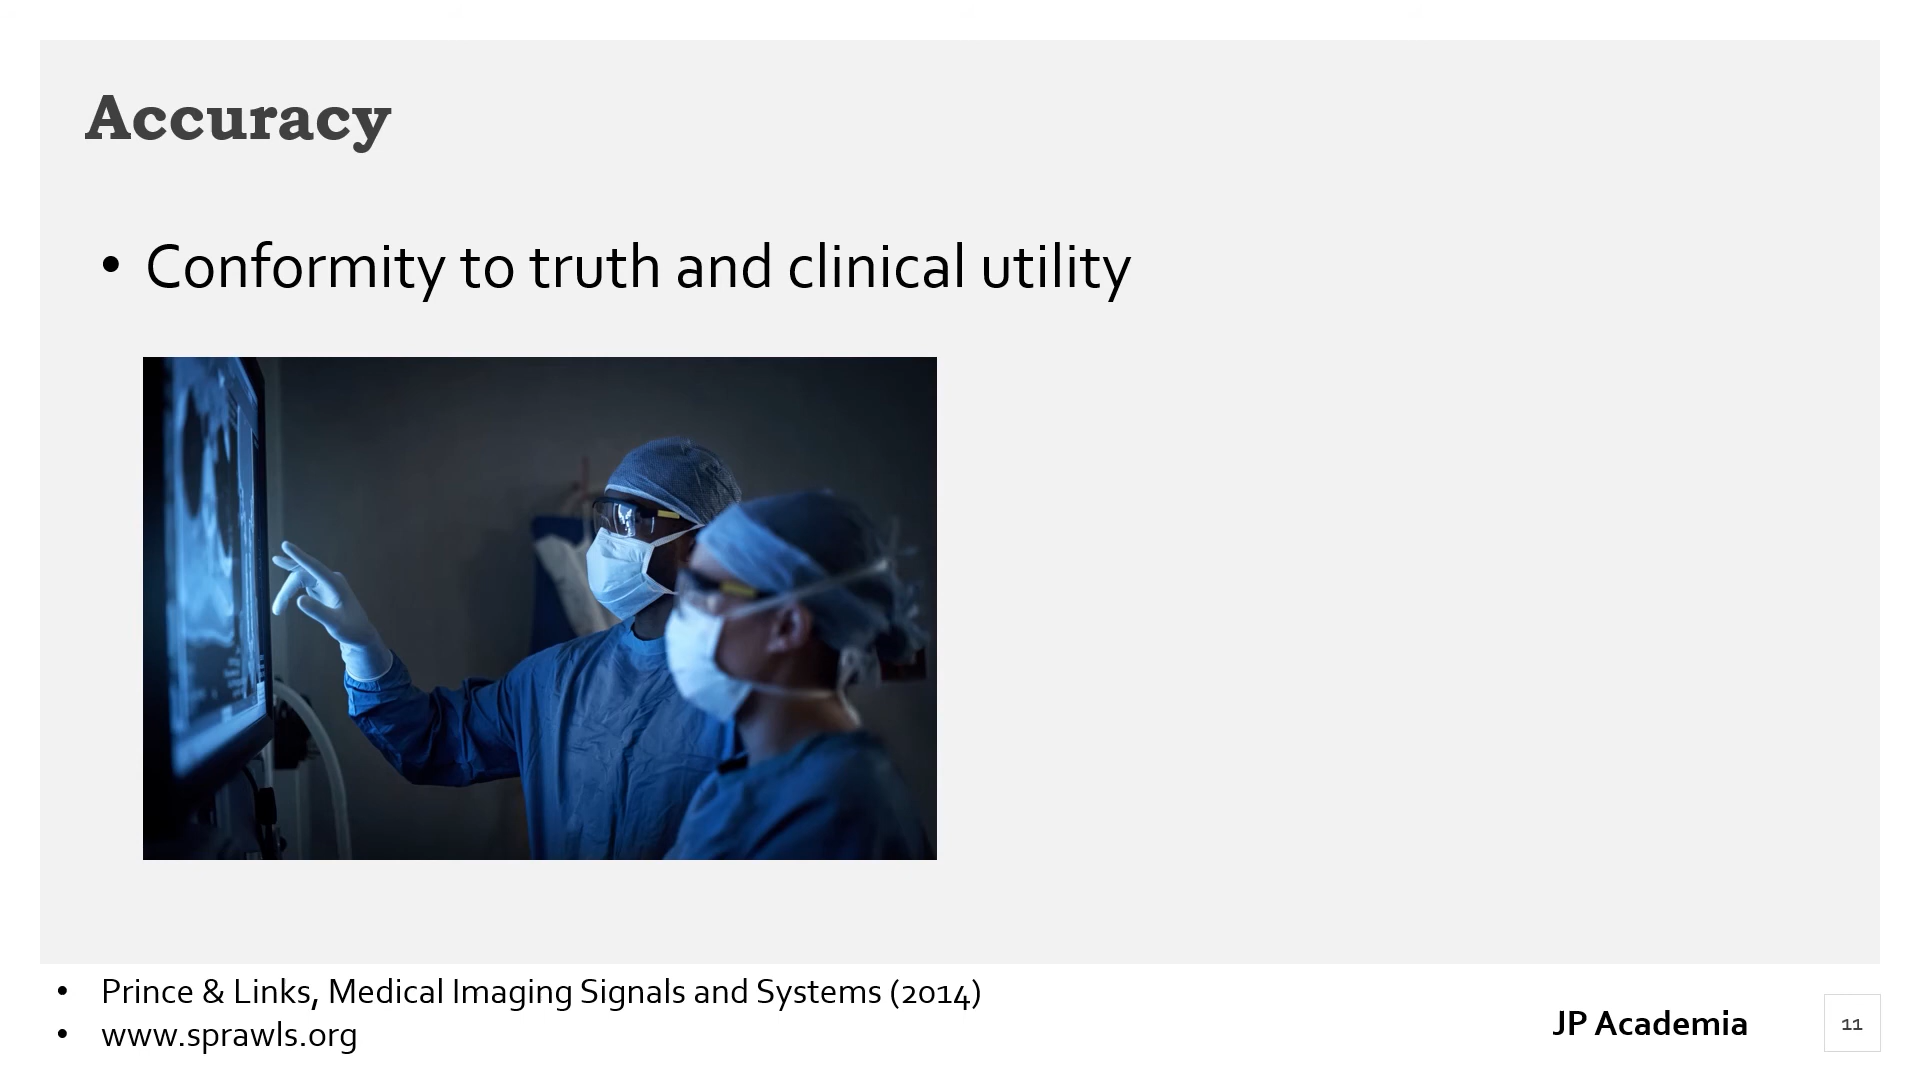 Accuracy
• Conformity to truth and clinical utility
• Prince & Links, Medical Imaging Signals and Systems (2014)
• www.sprawls.org
JP Academia
11